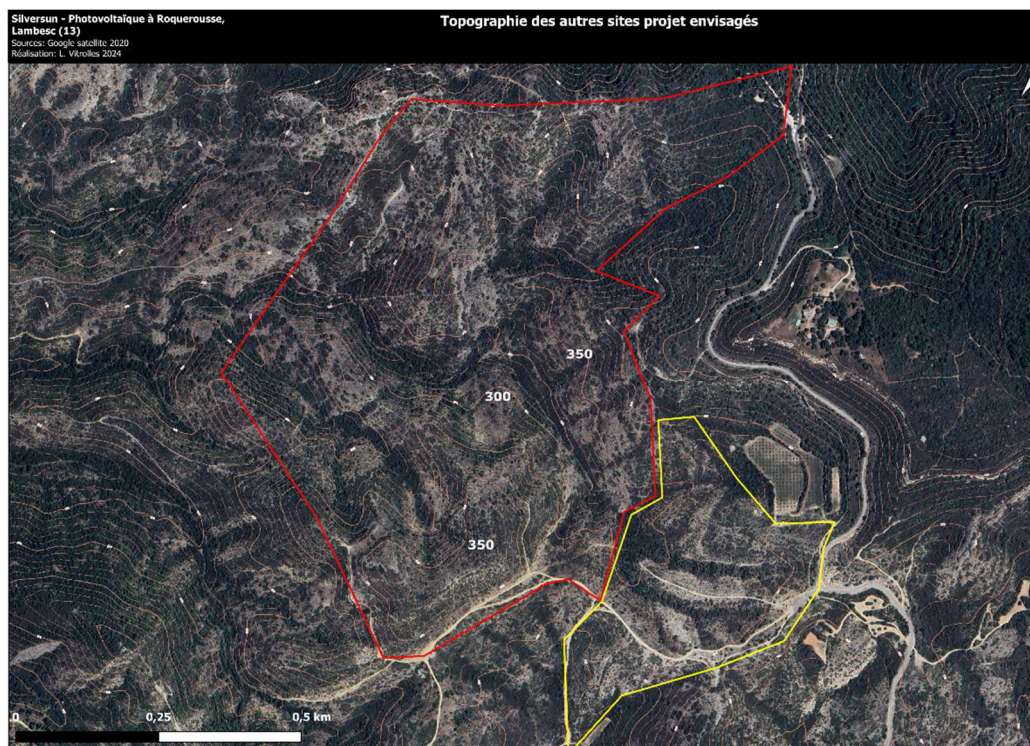 Silversun - Photovoltaïque à Roquerousse,
Lambesc (13)
Sources: Google satellite 2020
Réalisation: L. Vitrolles 2024
Topographie des autres sites projet envisagés
350
300
350
0
0,25
0,5 km